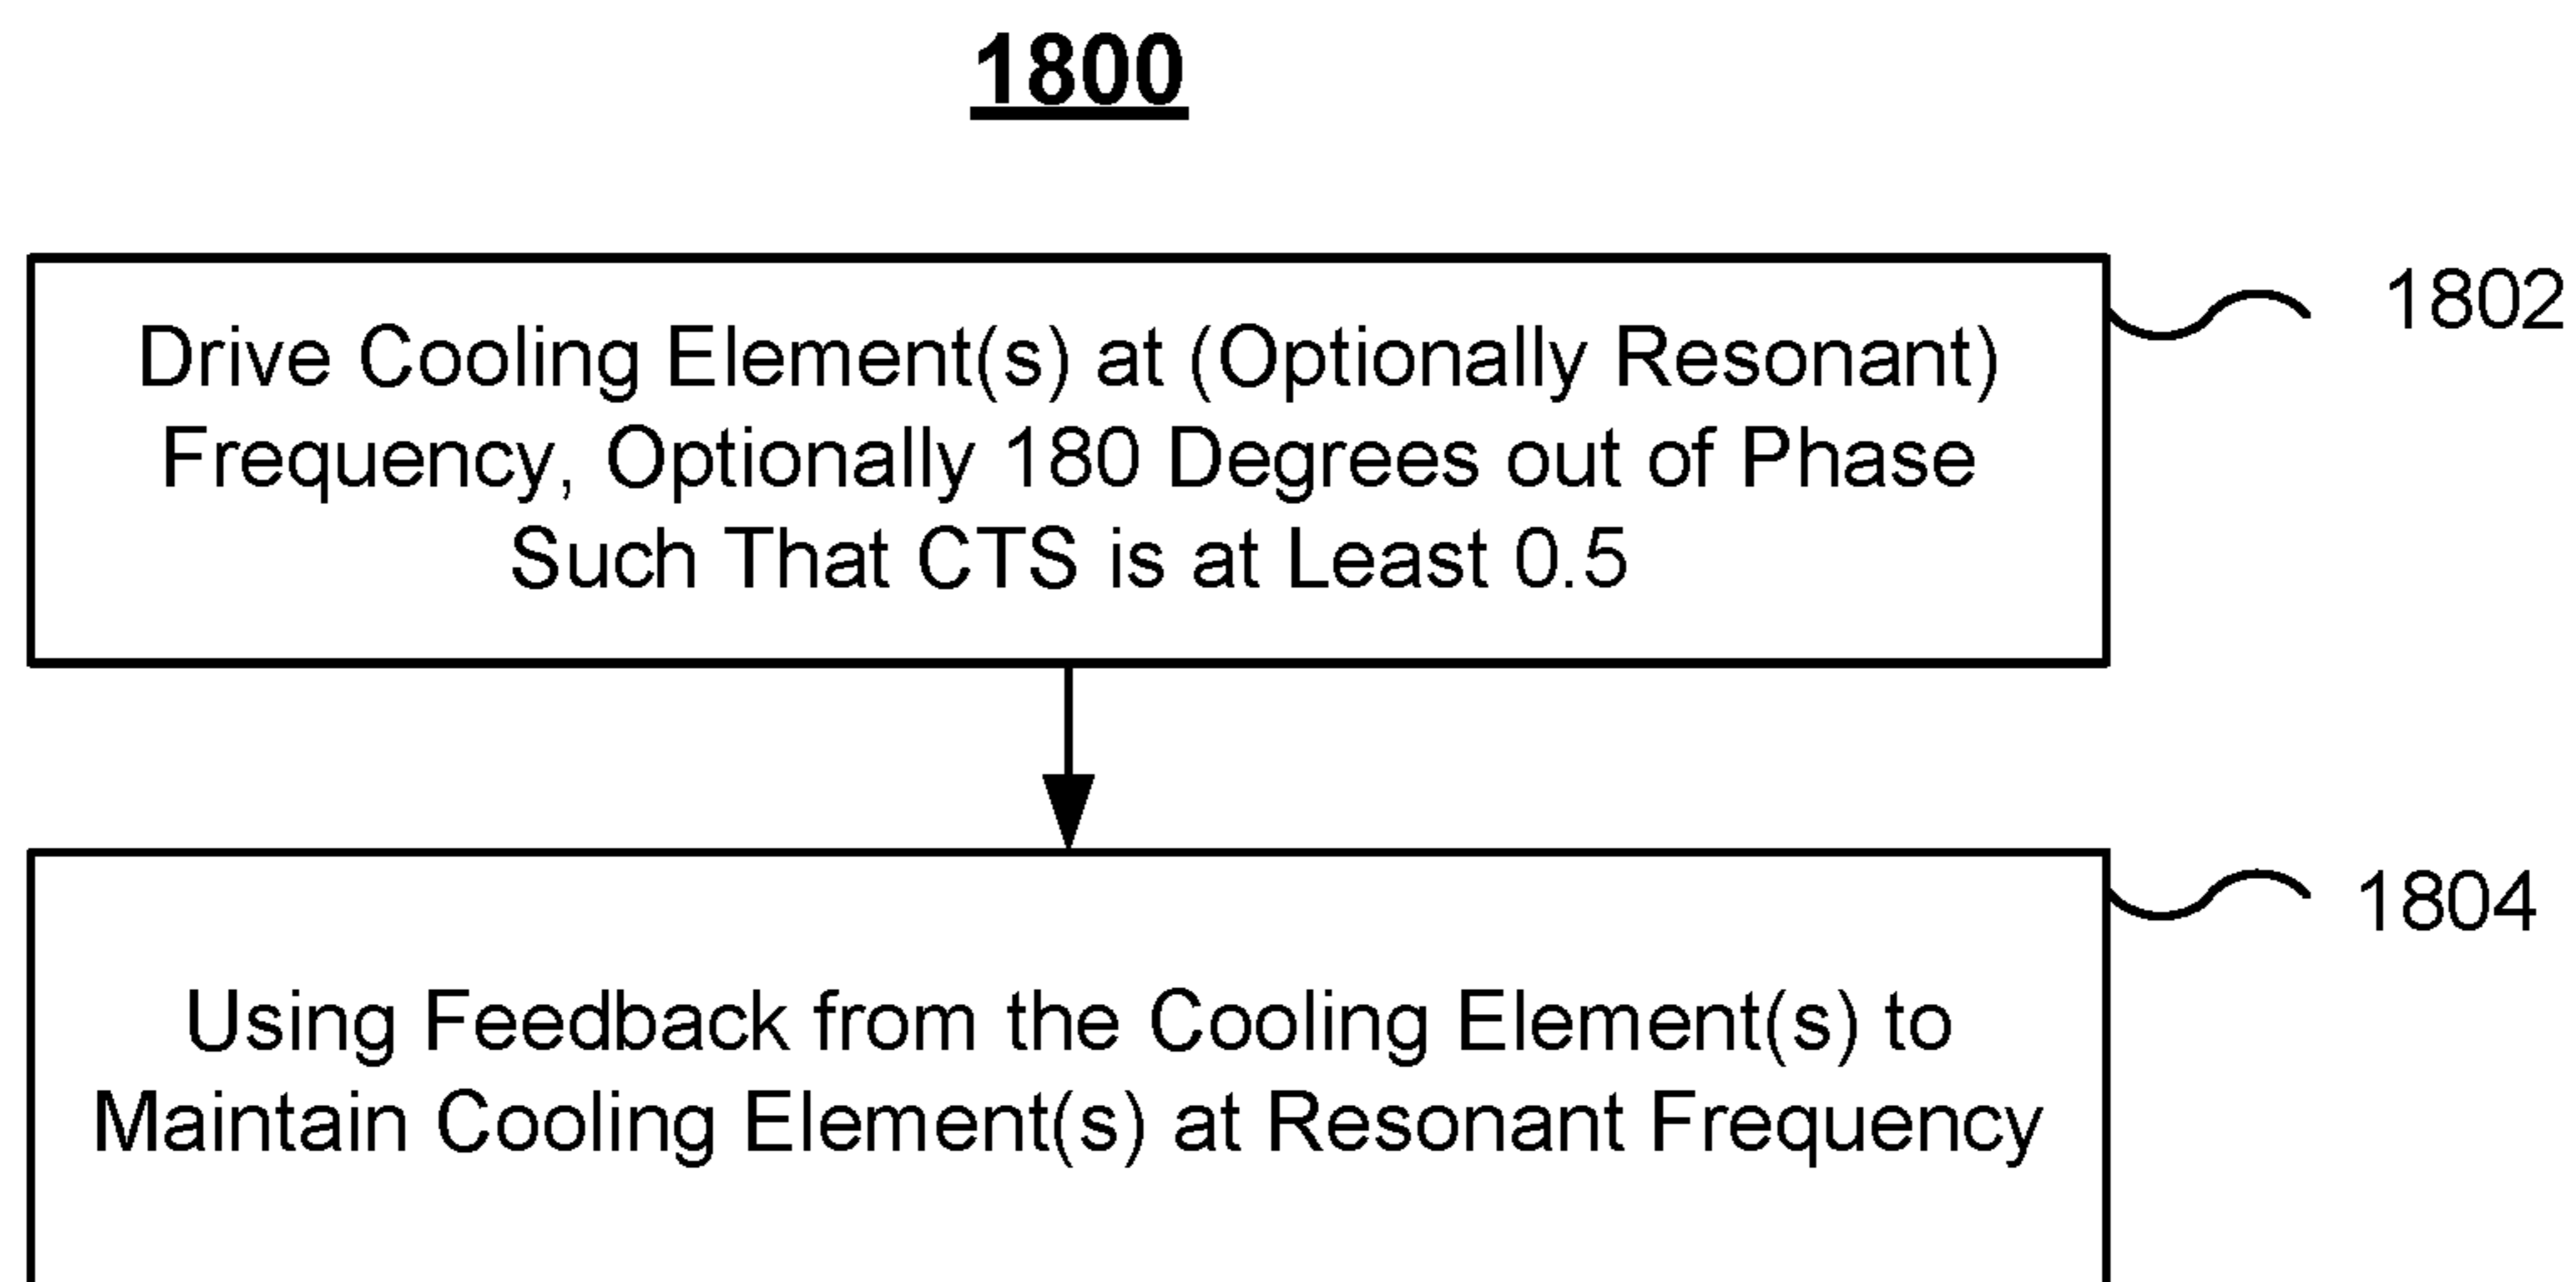 1800
1802
Drive Cooling Element(s) at (Optionally Resonant)
Frequency, Optionally 180 Degrees out of Phase
Such That CTS is at Least 0.5
1804
Using Feedback from the Cooling Element(s) to
Maintain Cooling Element(s) at Resonant Frequency